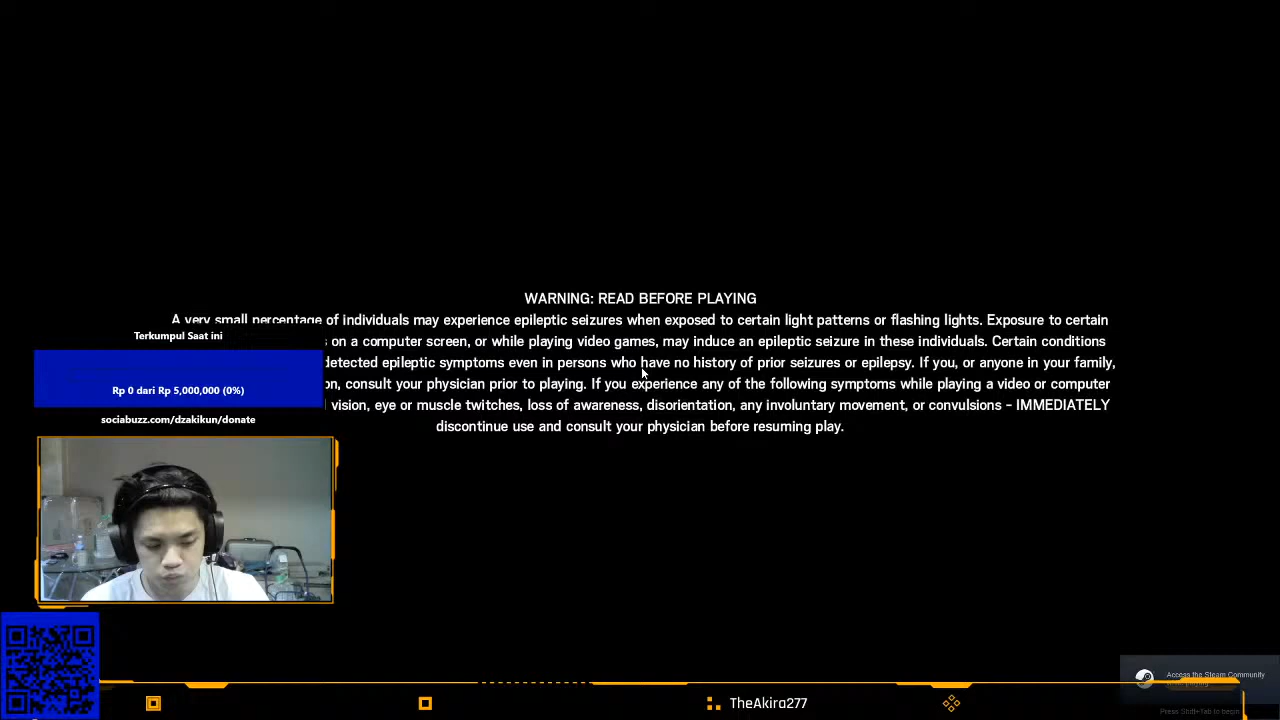 WARNING: READ BEFORE PLAYING
A very small percentage of individuals may experience epileptic seizures when exposed to certain light patterns or flashing lights. Exposure to certain
on a computer screen, or while playing video games, may induce an epileptic seizure in these individuals. Certain conditions
detected epileptic symptoms even in persons who have no history of prior seizures or epilepsy. If you, or anyone in your family,
consult your physician prior to playing. If you experience any of the following symptoms while playing a video or computer
vision, eye or muscle twitches, loss of awareness, disorientation, any involuntary movement, or convulsions - IMMEDIATELY
discontinue use and consult your physician before resuming play.
Terkumpul Saat ini
Rp 0 dari Rp 5,000,000 (0%)
sociabuzz.com/dzakikun/donate
TheAkira277
Access the Steam Community
Press Shift+Tab to begin